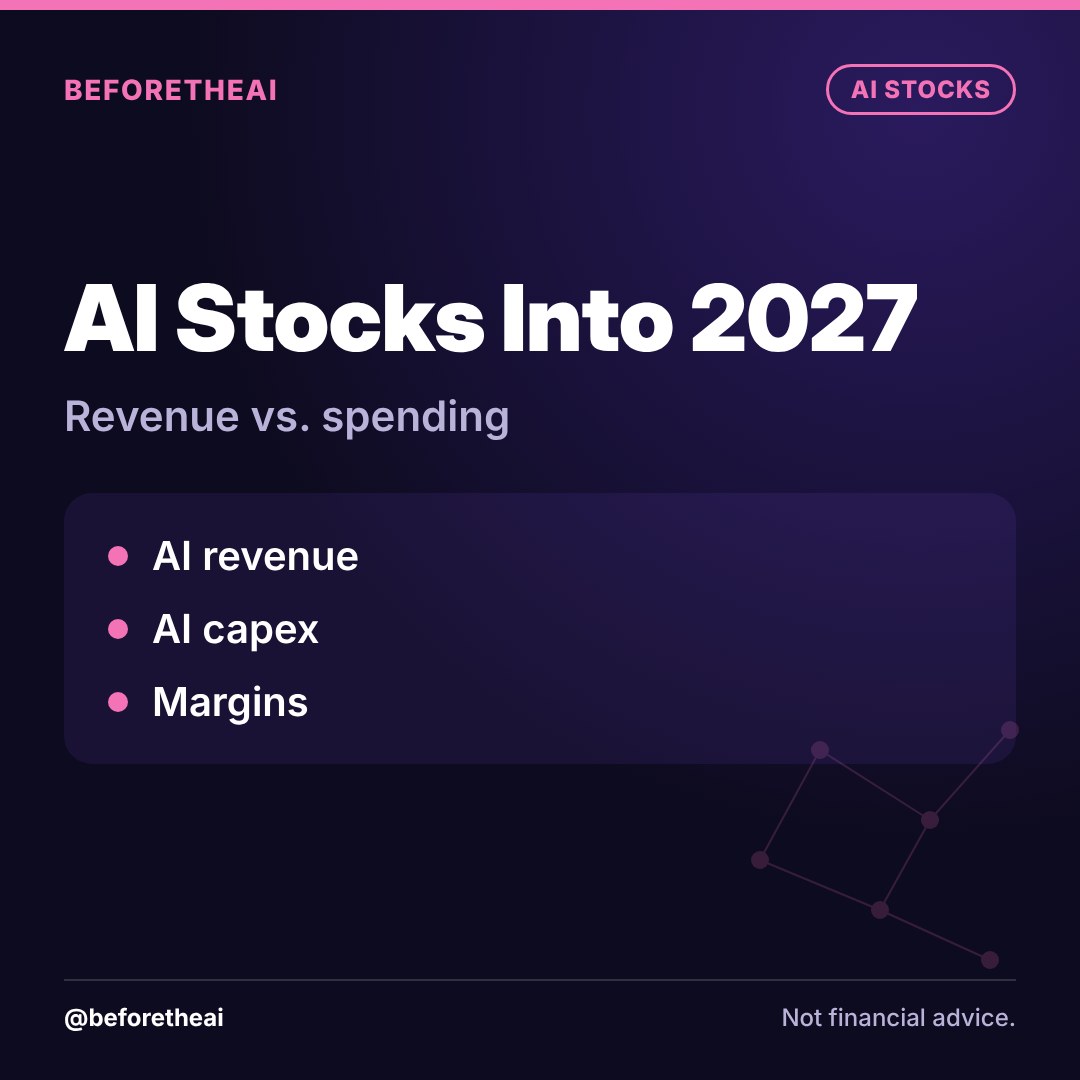 BEFORETHEAI
AI STOCKS
AI Stocks Into 2027
Revenue vs. spending
AI revenue
AI capex
Margins
@beforetheai
Not financial advice.